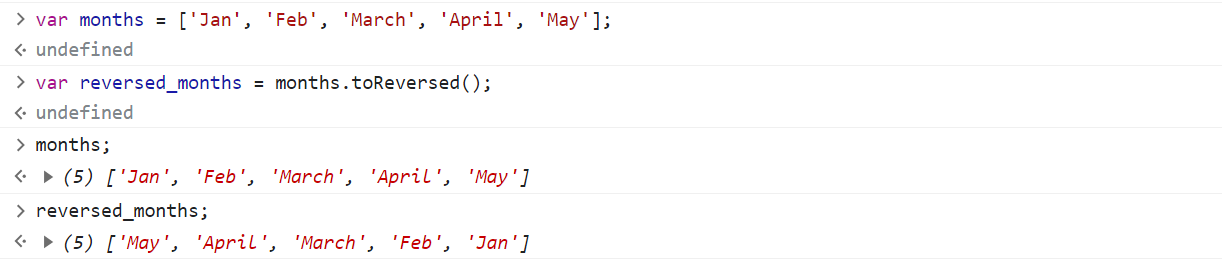 > var months = ['Jan', 'Feb', 'March', 'April', 'May'];
undefined
> var reversed_months = months.toReversed();
undefined
> months;
(5) ['Jan', 'Feb', 'March', 'April', 'May']
> reversed_months;
(5) ['May', 'April', 'March', 'Feb', 'Jan']